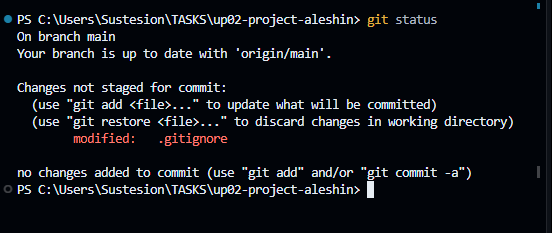 PS C:\Users\Sustesion\TASKS\up02-project-aleshin> git status
On branch main
Your branch is up to date with 'origin/main'.
Changes not staged for commit:
  (use "git add <file>..." to update what will be committed)
  (use "git restore <file>..." to discard changes in working directory)
        modified:   .gitignore
no changes added to commit (use "git add" and/or "git commit -a")
PS C:\Users\Sustesion\TASKS\up02-project-aleshin>